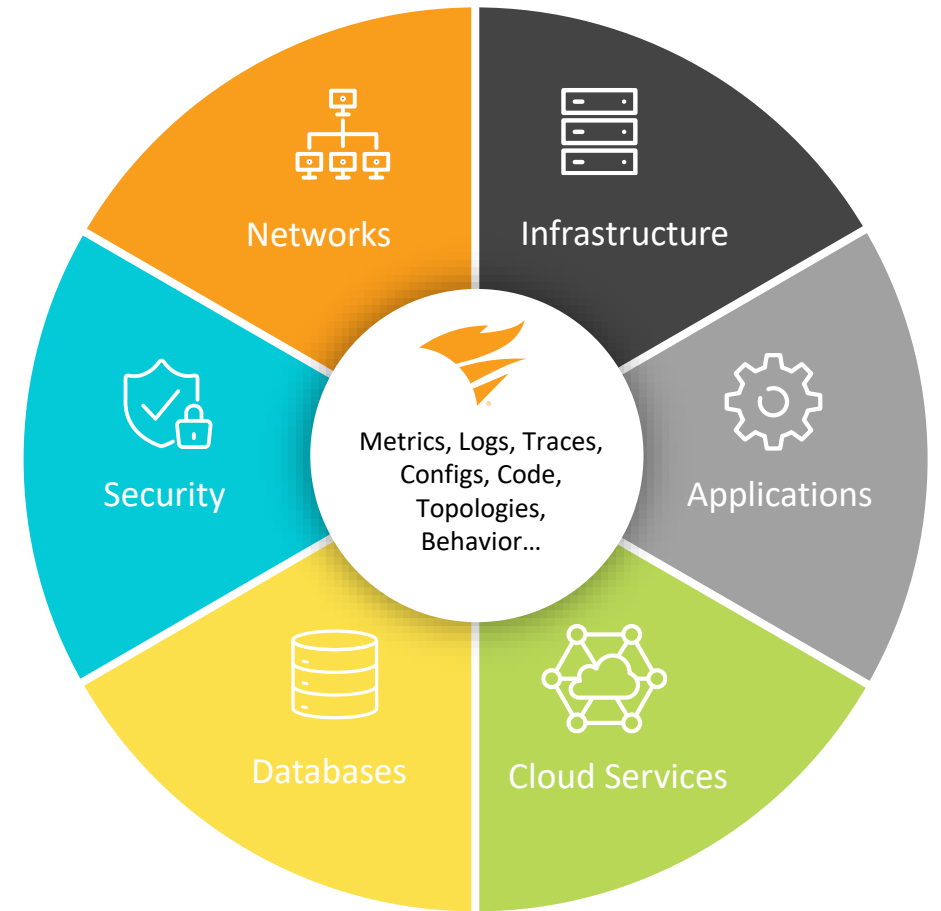 Networks
Infrastructure
Security
Metrics, Logs, Traces,
Configs, Code,
Topologies,
Behavior…
Applications
Databases
Cloud Services